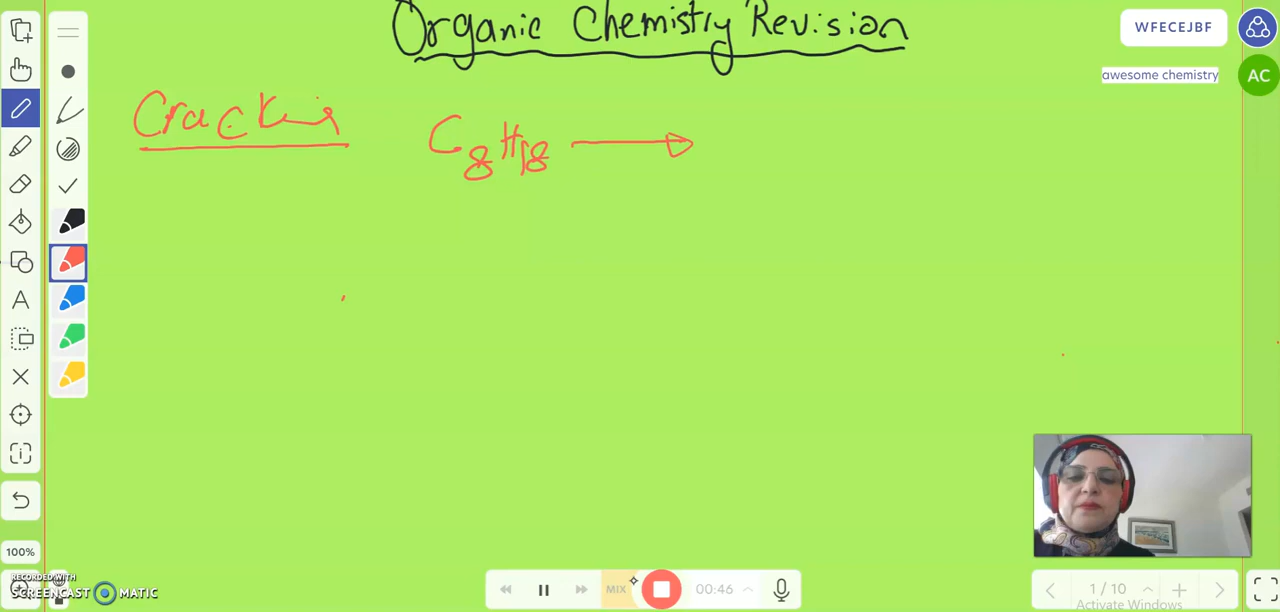 Organic Chemistry Revision
WFECEJBF
awesome chemistry
AC
Cracking
C8H18
100%
RECORDED WITH
SCREENCAST MATIC
MIX
00:46
1 / 10
Activate Windows